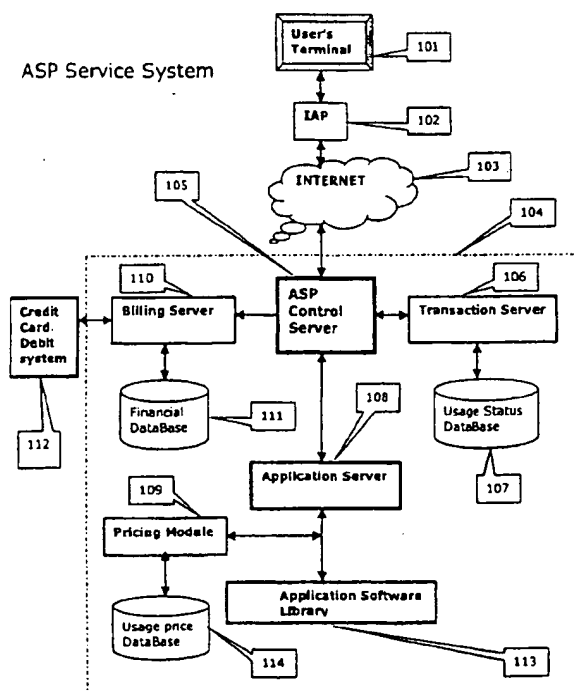 User's
Terminal
101
ASP Service System
IAP
102
INTERNET
103
105
104
110
106
Credit
Card.
Debit
system
Billing Server
ASP
Control
Server
Transaction Server
Financial
DataBase
111
108
Usage Status
DataBase
112
107
109
Application Server
Pricing Module
Application Software
Library
Usage price
DataBase
114
113